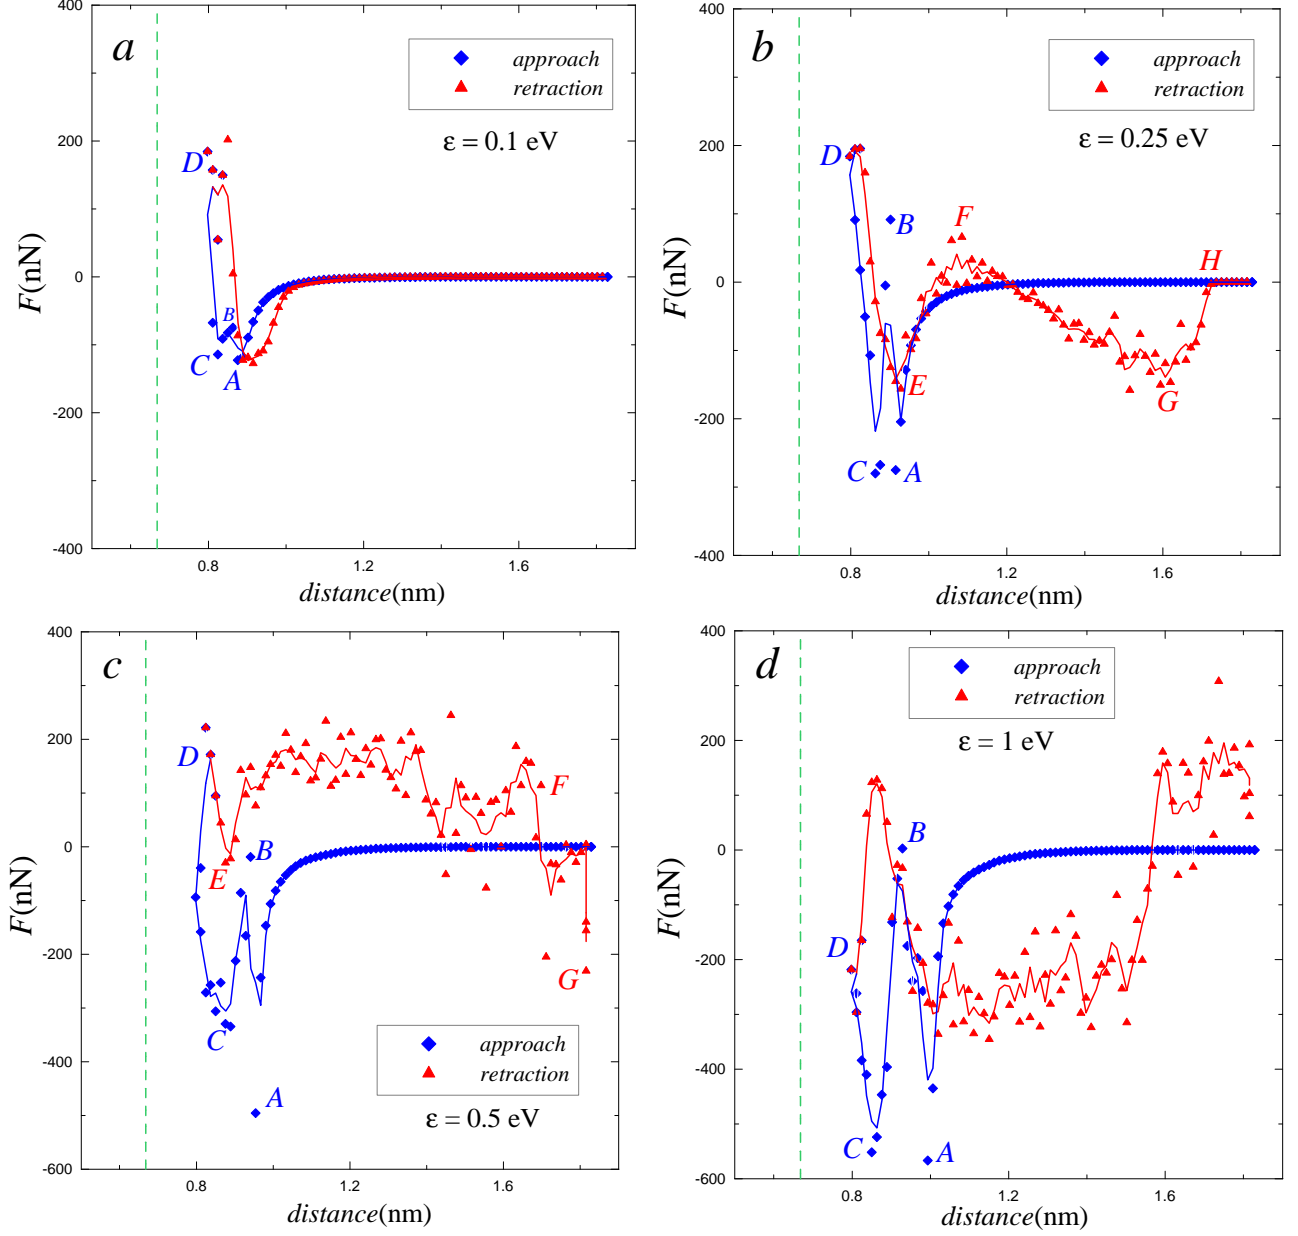 400
a
approach
retraction
ε = 0.1 eV
200
D
B
0
C
A
-200
-400
F(nN)
0.8
1.2
1.6
distance(nm)
400
b
approach
retraction
ε = 0.25 eV
200
D
B
F
H
0
E
G
C
A
-200
-400
F(nN)
0.8
1.2
1.6
distance(nm)
400
c
200
D
F
B
0
E
G
-200
C
approach
retraction
-400
A
ε = 0.5 eV
-600
F(nN)
0.8
1.2
1.6
distance(nm)
400
d
approach
retraction
ε = 1 eV
200
B
0
D
-200
-400
C
A
-600
F(nN)
0.8
1.2
1.6
distance(nm)